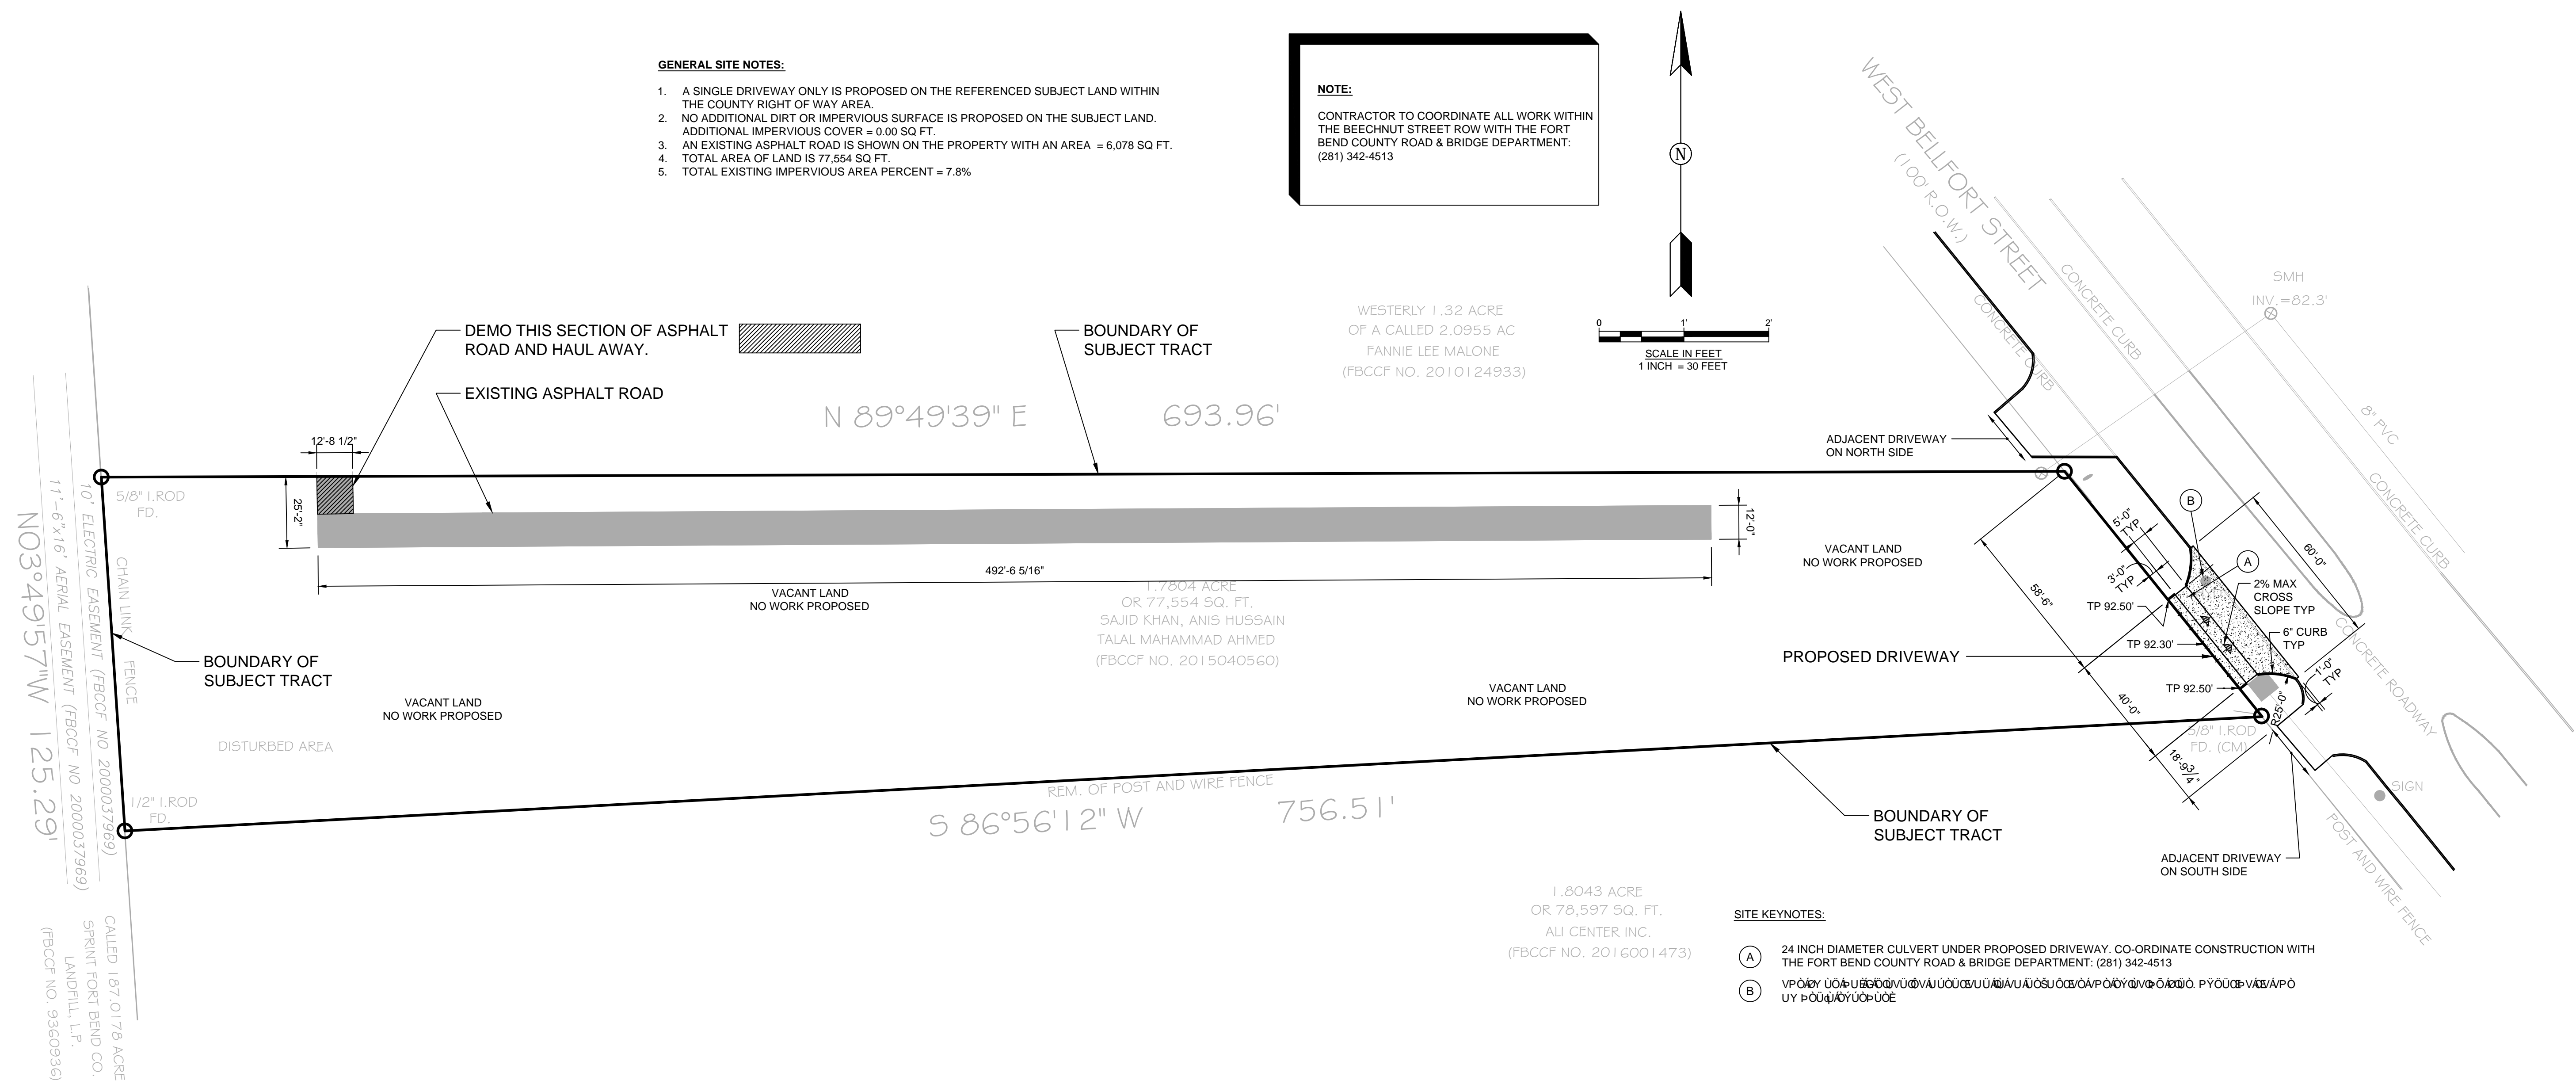 GENERAL SITE NOTES:
1. A SINGLE DRIVEWAY ONLY IS PROPOSED ON THE REFERENCED SUBJECT LAND WITHIN
THE COUNTY RIGHT OF WAY AREA.
2. NO ADDITIONAL DIRT OR IMPERVIOUS SURFACE IS PROPOSED ON THE SUBJECT LAND.
ADDITIONAL IMPERVIOUS COVER = 0.00 SQ FT.
3. AN EXISTING ASPHALT ROAD IS SHOWN ON THE PROPERTY WITH AN AREA = 6,078 SQ FT.
4. TOTAL AREA OF LAND IS 77,554 SQ FT.
5. TOTAL EXISTING IMPERVIOUS AREA PERCENT = 7.8%
NOTE:
CONTRACTOR TO COORDINATE ALL WORK WITHIN
THE BEECHNUT STREET ROW WITH THE FORT
BEND COUNTY ROAD & BRIDGE DEPARTMENT:
(281) 342-4513
N
0 1' 2'
SCALE IN FEET
1 INCH = 30 FEET
WEST BELLFORT STREET
(100' R.O.W.)
CONCRETE CURB
CONCRETE CURB
SMH
INV.=82.3'
8" PVC
CONCRETE CURB
CONCRETE ROADWAY
WESTERLY 1.32 ACRE
OF A CALLED 2.0955 AC
FANNIE LEE MALONE
(FBCCF NO. 2010124933)
DEMO THIS SECTION OF ASPHALT
ROAD AND HAUL AWAY.
EXISTING ASPHALT ROAD
BOUNDARY OF
SUBJECT TRACT
N 89°49'39" E 693.96'
12'-8 1/2"
25'-2"
12'-0"
492'-6 5/16"
5/8" I.ROD
FD.
CHAIN LINK FENCE
10' ELECTRIC EASEMENT (FBCCF NO 2000037969)
11'-6"x16' AERIAL EASEMENT (FBCCF NO 2000037969)
N03°49'57"W 125.29'
BOUNDARY OF
SUBJECT TRACT
VACANT LAND
NO WORK PROPOSED
VACANT LAND
NO WORK PROPOSED
1.7804 ACRE
OR 77,554 SQ. FT.
SAJID KHAN, ANIS HUSSAIN
TALAL MAHAMMAD AHMED
(FBCCF NO. 2015040560)
VACANT LAND
NO WORK PROPOSED
VACANT LAND
NO WORK PROPOSED
DISTURBED AREA
1/2" I.ROD
FD.
REM. OF POST AND WIRE FENCE
S 86°56'12" W 756.51'
CALLED 187.0178 ACRE
SPRINT FORT BEND CO.
LANDFILL, L.P.
(FBCCF NO. 9360936)
ADJACENT DRIVEWAY
ON NORTH SIDE
B
A
5'-0"
TYP
3'-0"
TYP
60'-0"
58'-6"
40'-0"
18'-9 3/4"
2% MAX
CROSS
SLOPE TYP
6" CURB
TYP
1'-0"
TYP
R25'-0"
TP 92.50'
TP 92.30'
TP 92.50'
PROPOSED DRIVEWAY
5/8" I.ROD
FD. (CM)
SIGN
POST AND WIRE FENCE
BOUNDARY OF
SUBJECT TRACT
ADJACENT DRIVEWAY
ON SOUTH SIDE
1.8043 ACRE
OR 78,597 SQ. FT.
ALI CENTER INC.
(FBCCF NO. 2016001473)
SITE KEYNOTES:
A 24 INCH DIAMETER CULVERT UNDER PROPOSED DRIVEWAY. CO-ORDINATE CONSTRUCTION WITH
THE FORT BEND COUNTY ROAD & BRIDGE DEPARTMENT: (281) 342-4513
B